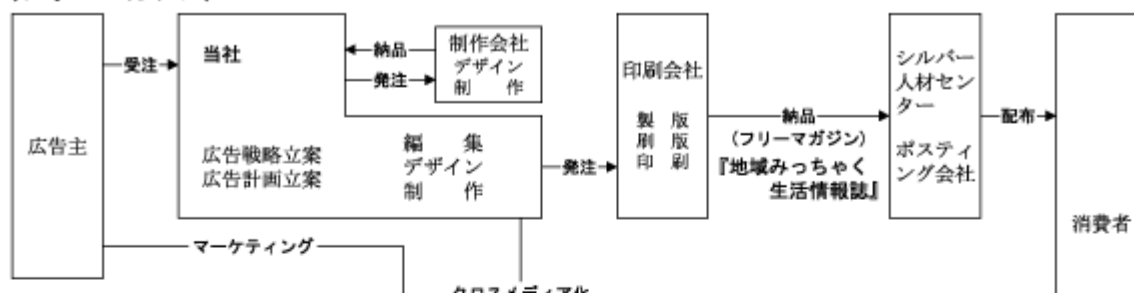 広告主
受注
当社
納品
発注
制作会社
デザイン
制　　作
広告戦略立案
広告計画立案
編　　集
デザイン
制　　作
発注
印刷会社
製　版
刷　版
印　刷
納品
（フリーマガジン）
『地域みっちゃく
生活情報誌』
シルバー
人材セン
ター
ポスティ
ング会社
配布
消費者
マーケティング
クロスメディア化